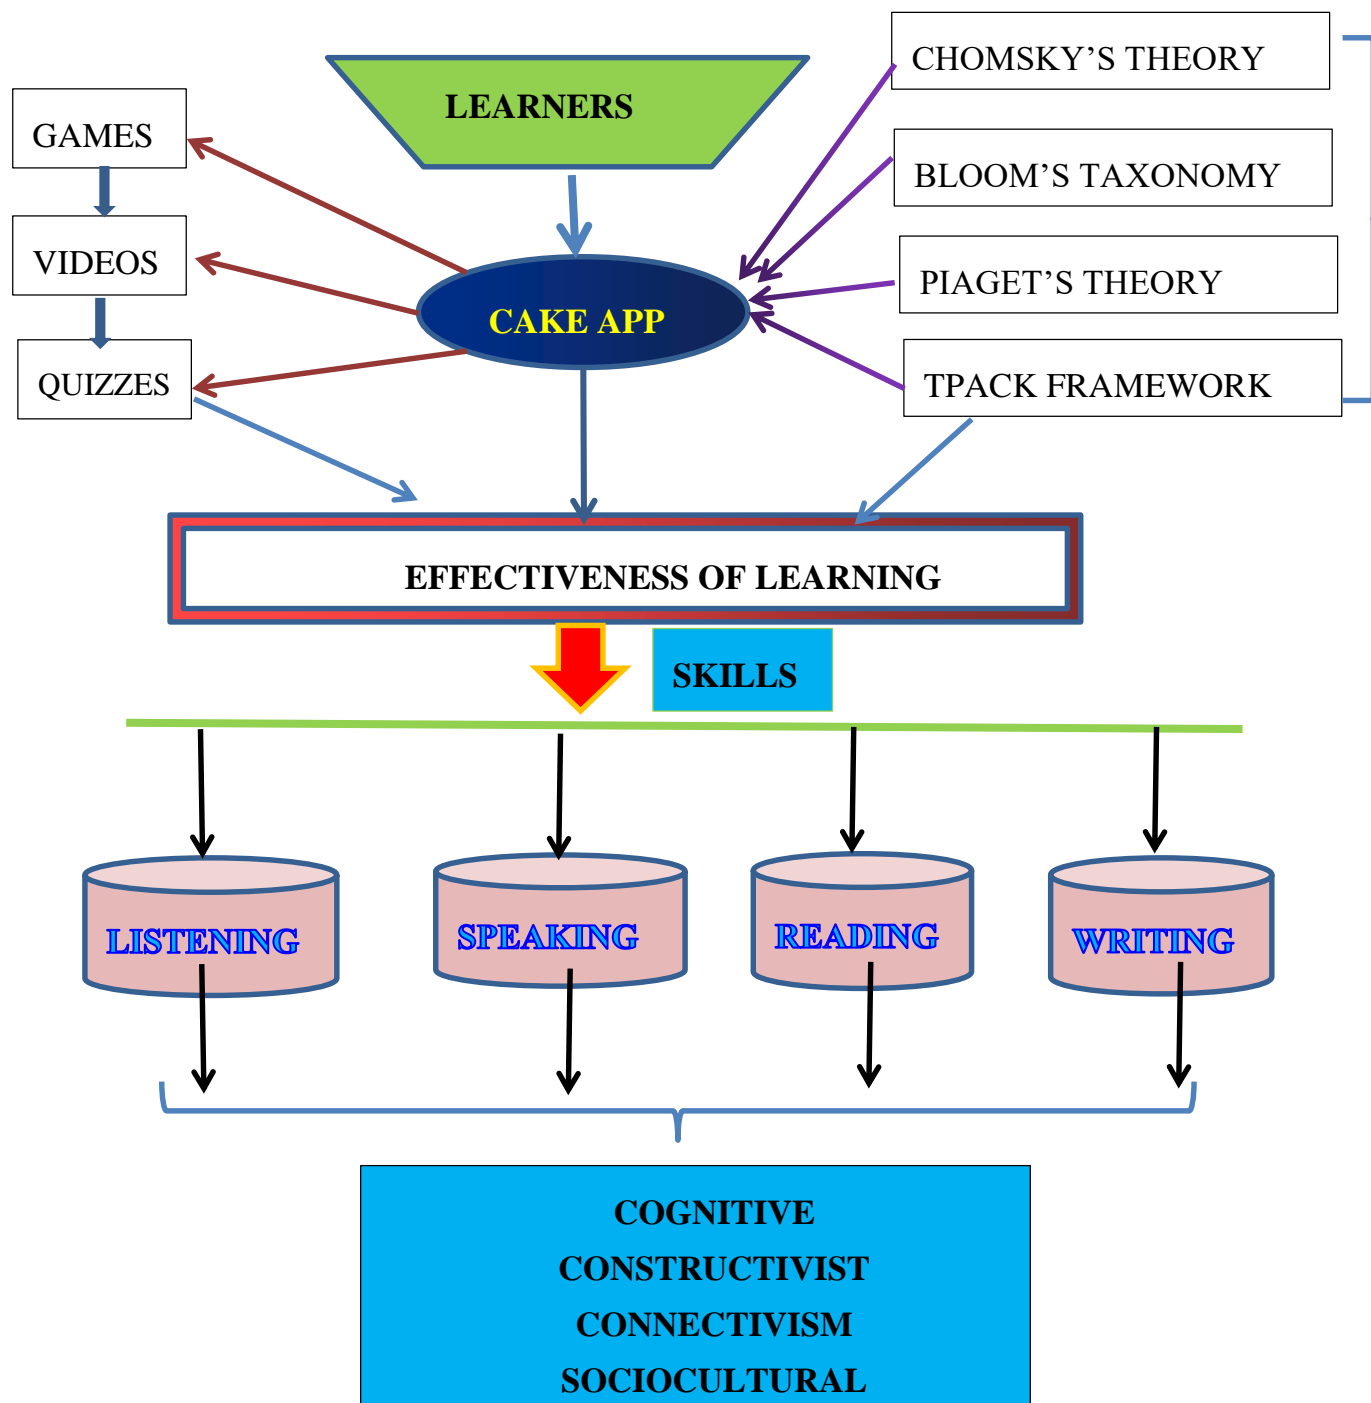 LEARNERS
CHOMSKY’S THEORY
GAMES
BLOOM’S TAXONOMY
VIDEOS
PIAGET’S THEORY
CAKE APP
QUIZZES
TPACK FRAMEWORK
EFFECTIVENESS OF LEARNING
SKILLS
LISTENING
SPEAKING
READING
WRITING
COGNITIVE
CONSTRUCTIVIST
CONNECTIVISM
SOCIOCULTURAL